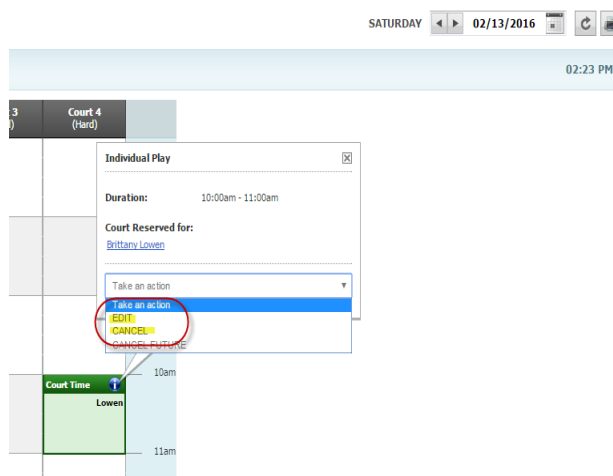 SATURDAY 02/13/2016
02:23 PM
3 Court 4
(Hard)
Individual Play
Duration: 10:00am - 11:00am
Court Reserved for:
Brittany Lowen
Take an action
Take an action
EDIT
CANCEL
CANCEL FUTURE
10am
Court Time
Lowen
11am